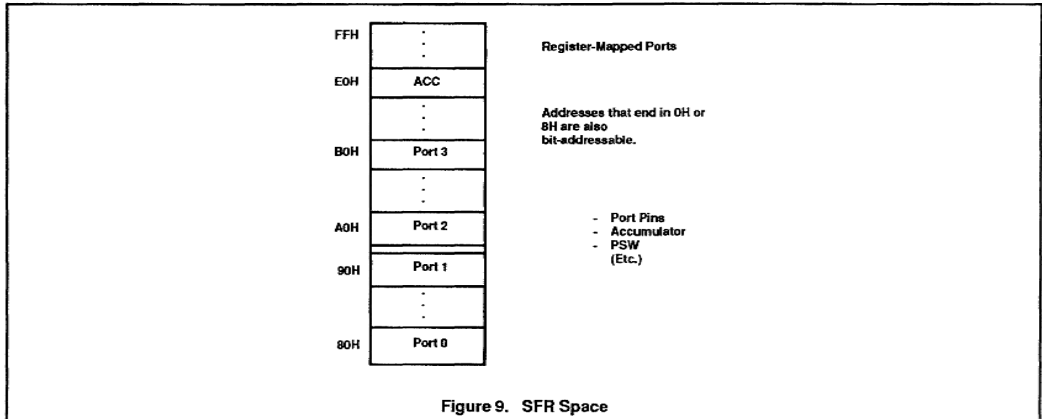 FFH
.
.
.
Register-Mapped Ports
E0H ACC
.
.
.
Addresses that end in 0H or
8H are also
bit-addressable.
B0H Port 3
.
.
.
A0H Port 2
- Port Pins
- Accumulator
- PSW
(Etc.)
90H Port 1
.
.
.
80H Port 0
Figure 9. SFR Space